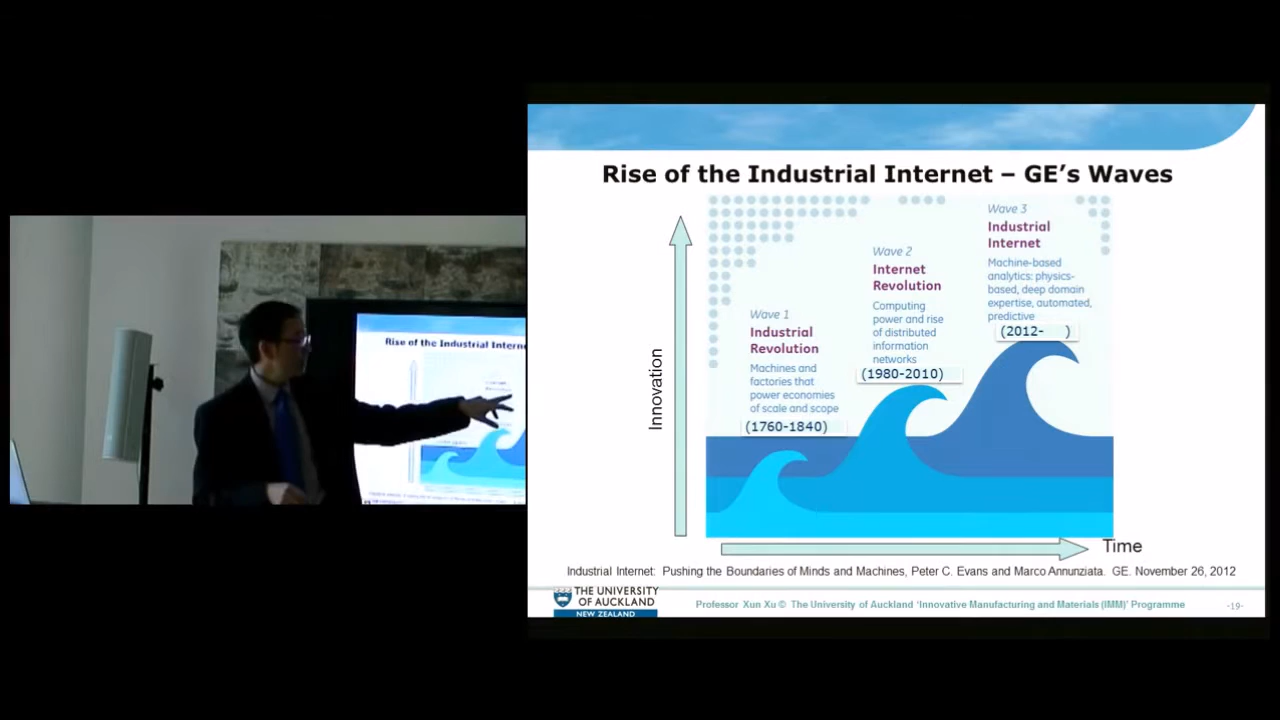 Rise of the Industrial Internet – GE's Waves
Wave 1
Industrial
Revolution
Machines and
factories that
power economies
of scale and scope
(1760-1840)
Wave 2
Internet
Revolution
Computing
power and rise
of distributed
information
networks
(1980-2010)
Wave 3
Industrial
Internet
Machine-based
analytics: physics-
based, deep domain
expertise, automated,
predictive
(2012- )
Innovation
Time
Industrial Internet: Pushing the Boundaries of Minds and Machines, Peter C. Evans and Marco Annunziata. GE. November 26, 2012
THE UNIVERSITY
OF AUCKLAND
NEW ZEALAND
Professor Xun Xu © The University of Auckland 'Innovative Manufacturing and Materials (IMM)' Programme
-19-
Rise of the Industrial Intern